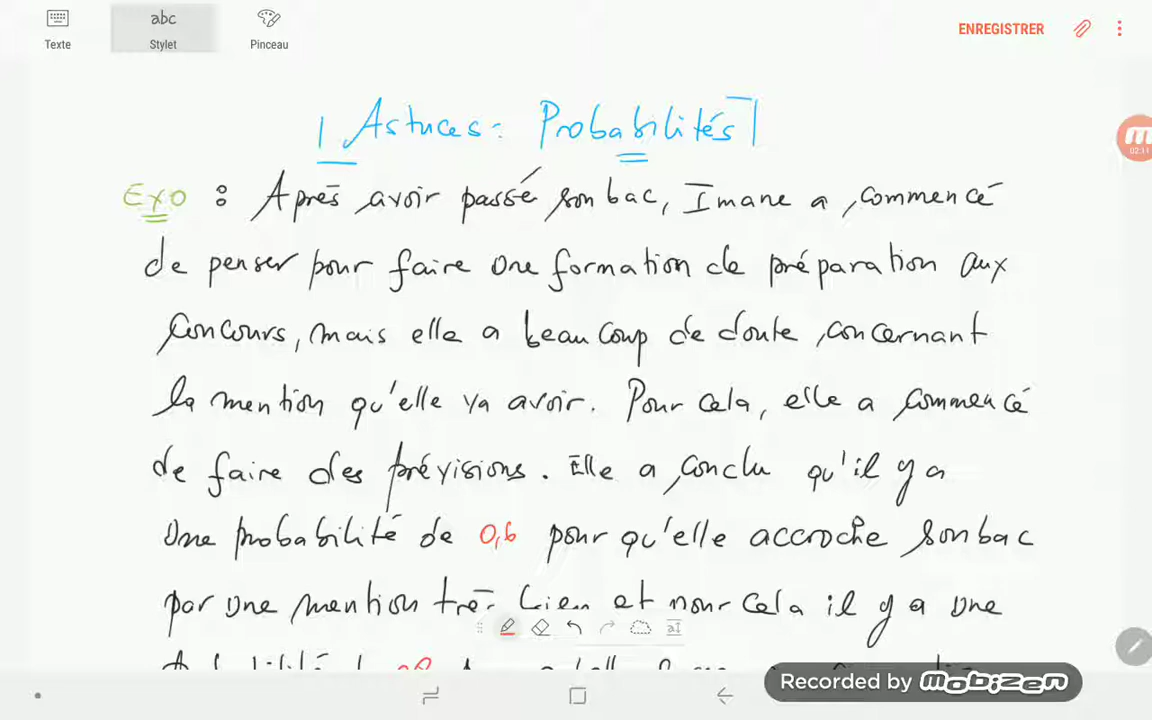 abc
Texte
Stylet
Pinceau
ENREGISTRER
Astuces: Probabilités
02:11
Exo : Après avoir passé son bac, Imane a commencé
de penser pour faire une formation de préparation aux
concours, mais elle a beaucoup de doute concernant
la mention qu'elle va avoir. Pour cela, elle a commencé
de faire des prévisions. Elle a conclu qu'il y a
une probabilité de 0,6 pour qu'elle accroche son bac
par une mention très bien et pour cela il y a une
Recorded by mobizen